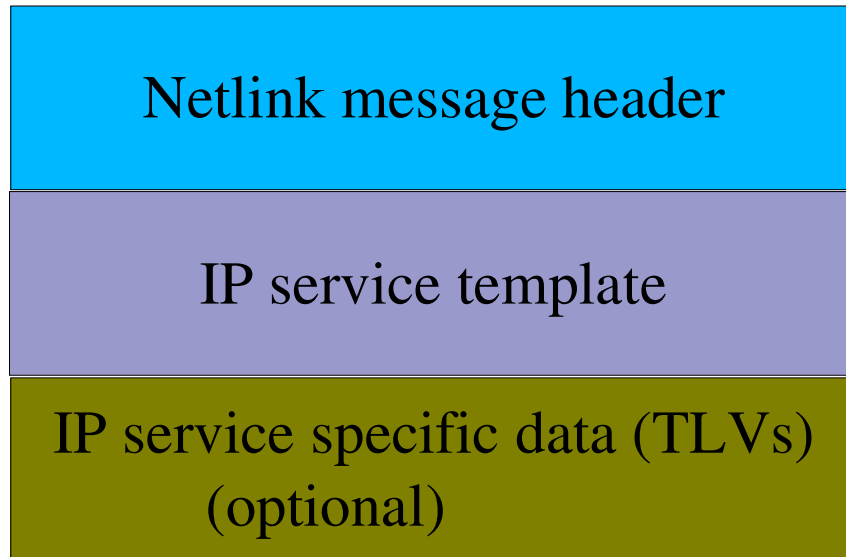 Netlink message header
IP service template
IP service specific data (TLVs)
(optional)